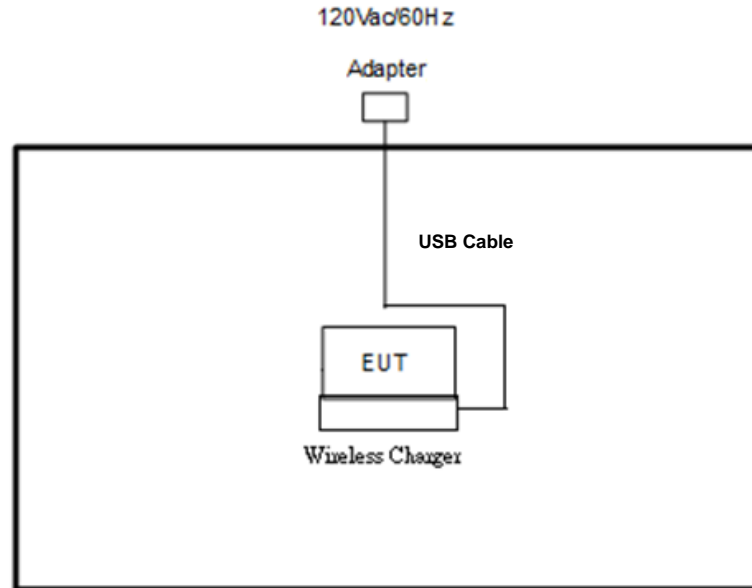 120Vac/60Hz
Adapter
USB Cable
EUT
Wireless Charger